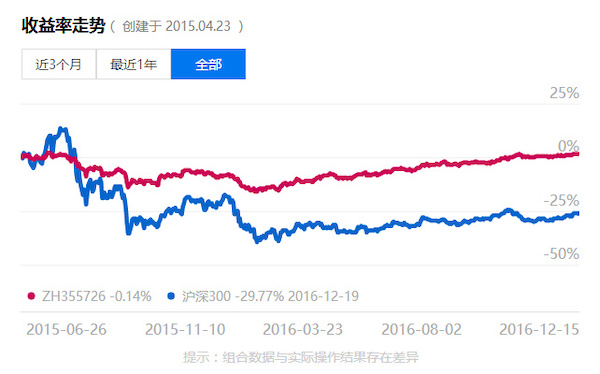 收益率走势（ 创建于 2015.04.23 ）
近3个月 最近1年 全部
25%
0%
-25%
-50%
ZH355726 -0.14% 沪深300 -29.77% 2016-12-19
2015-06-26 2015-11-10 2016-03-23 2016-08-02 2016-12-15
提示：组合数据与实际操作结果存在差异